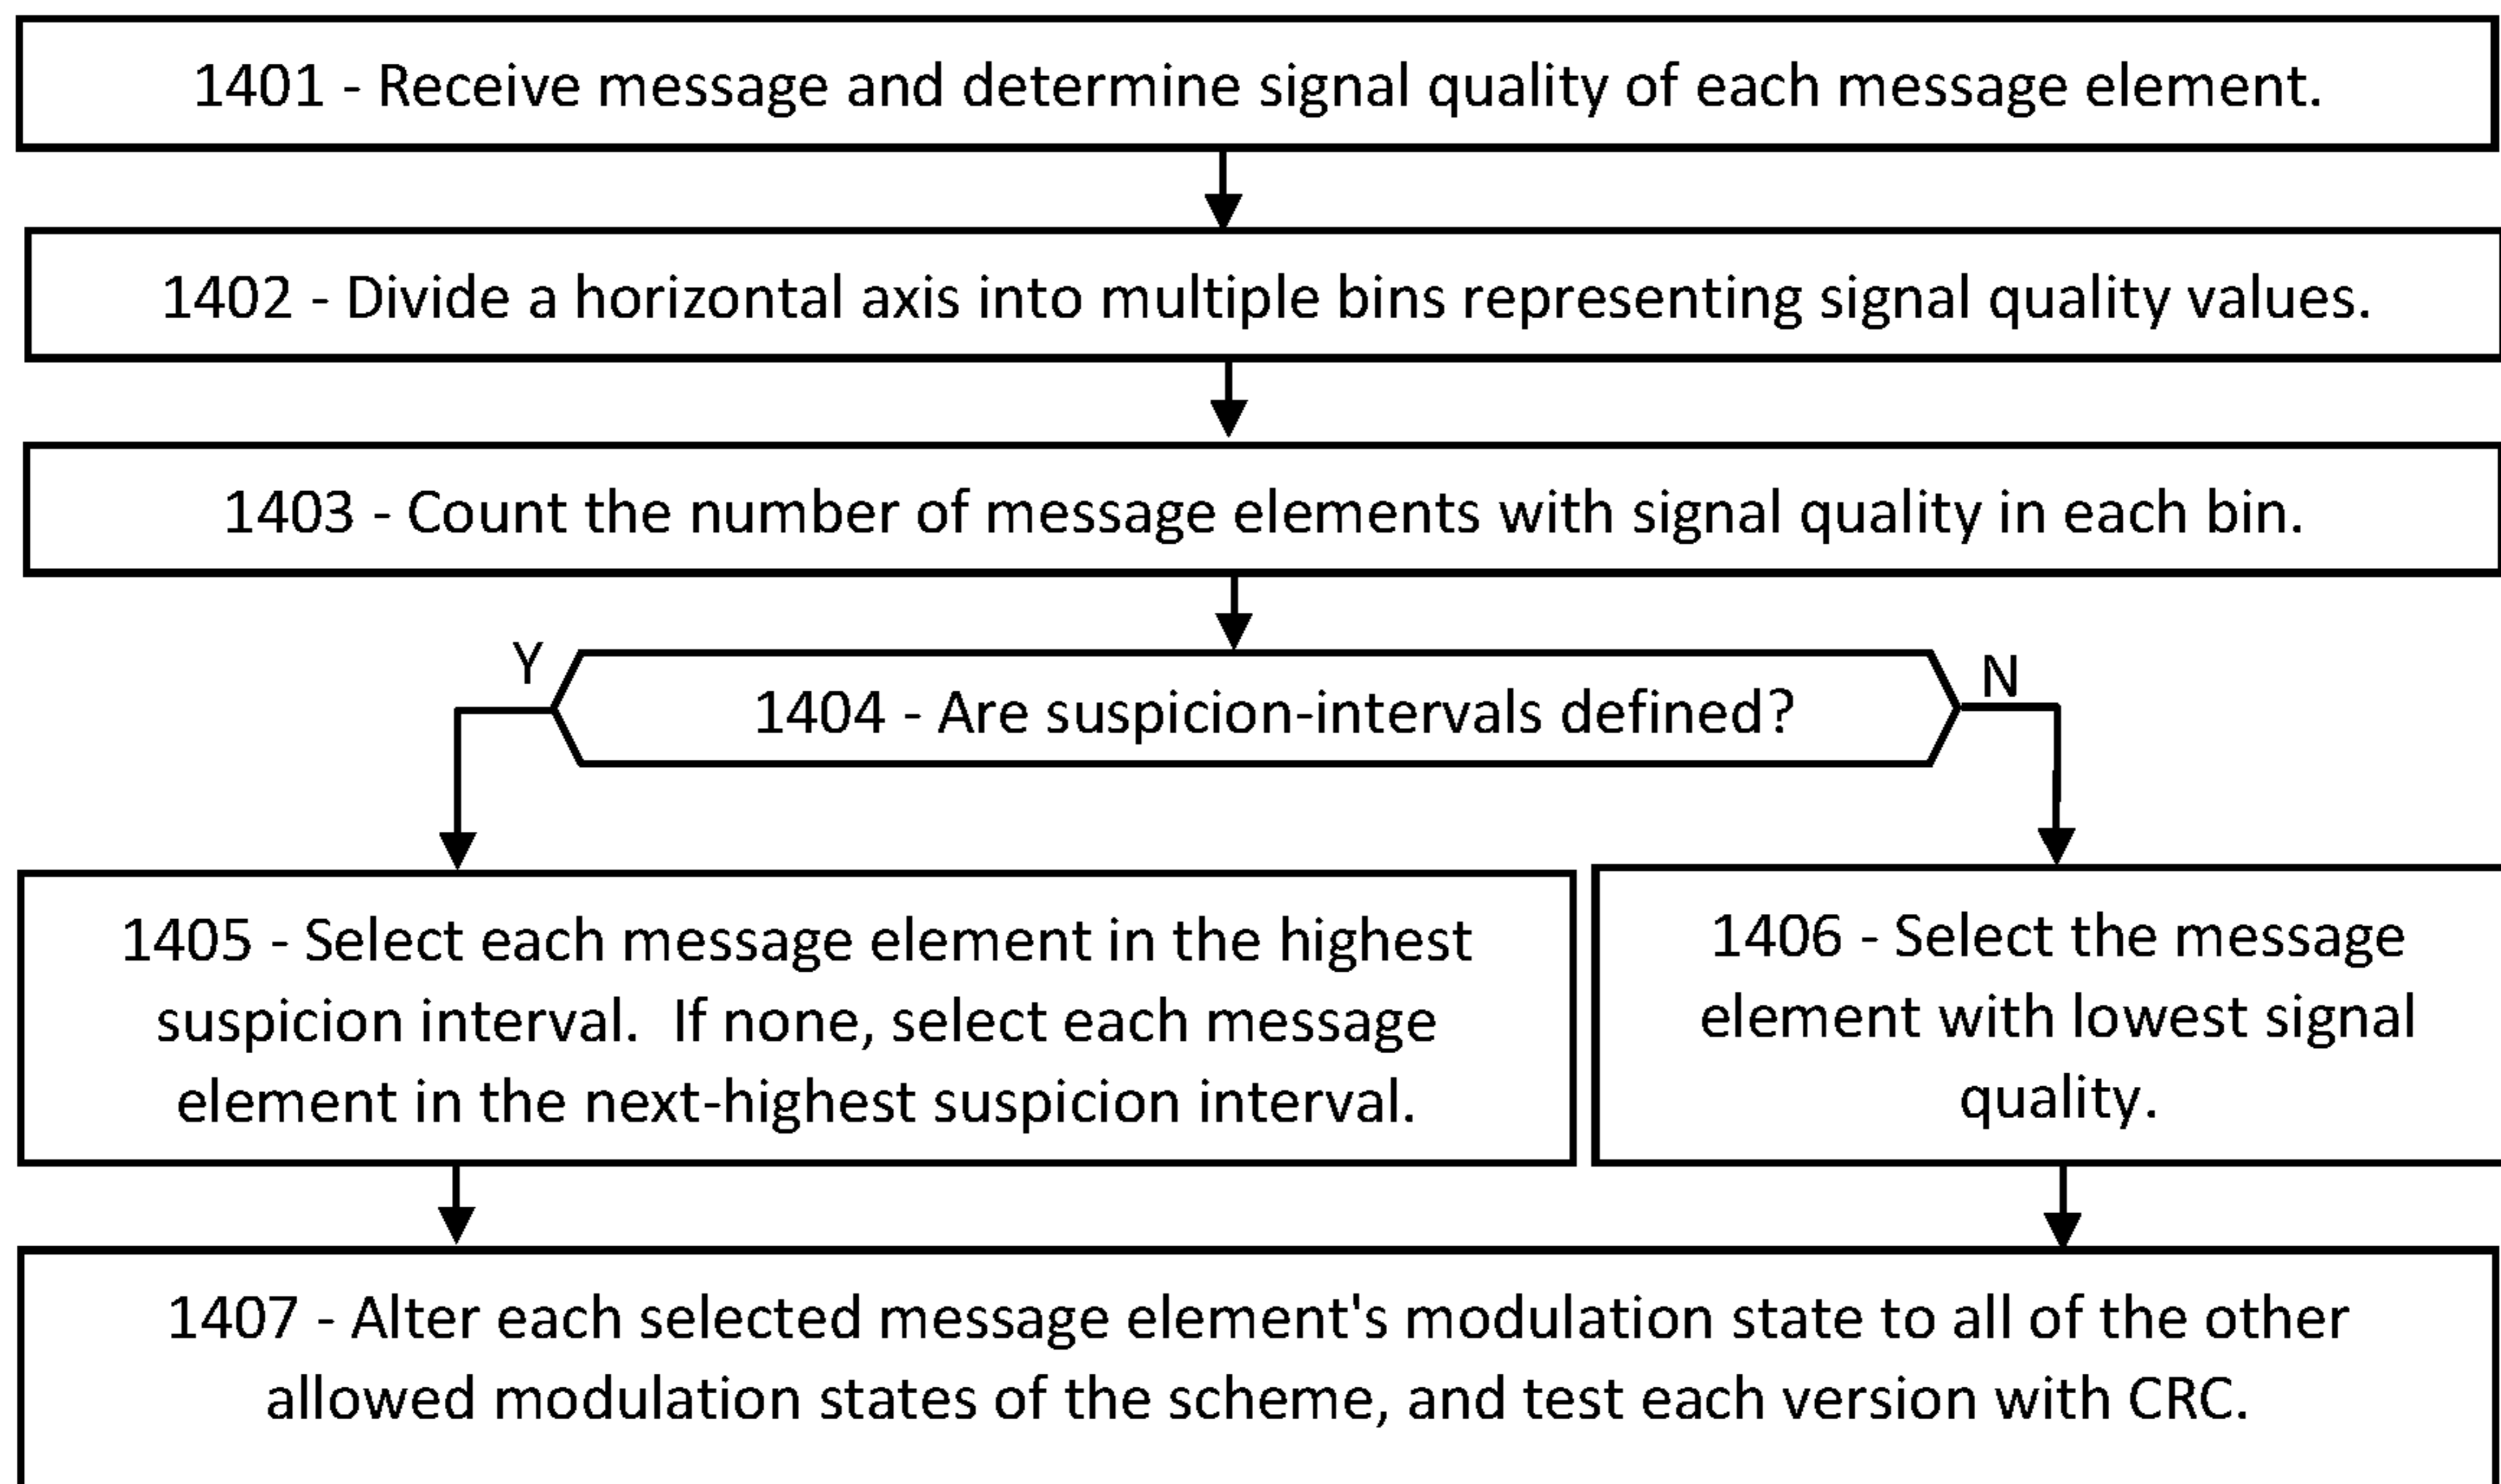 1401 - Receive message and determine signal quality of each message element.
1402 - Divide a horizontal axis into multiple bins representing signal quality values.
1403 - Count the number of message elements with signal quality in each bin.
Y
N
1404 - Are suspicion-intervals defined?
1405 - Select each message element in the highest
suspicion interval.  If none, select each message
element in the next-highest suspicion interval.
1406 - Select the message
element with lowest signal
quality.
1407 - Alter each selected message element's modulation state to all of the other
allowed modulation states of the scheme, and test each version with CRC.